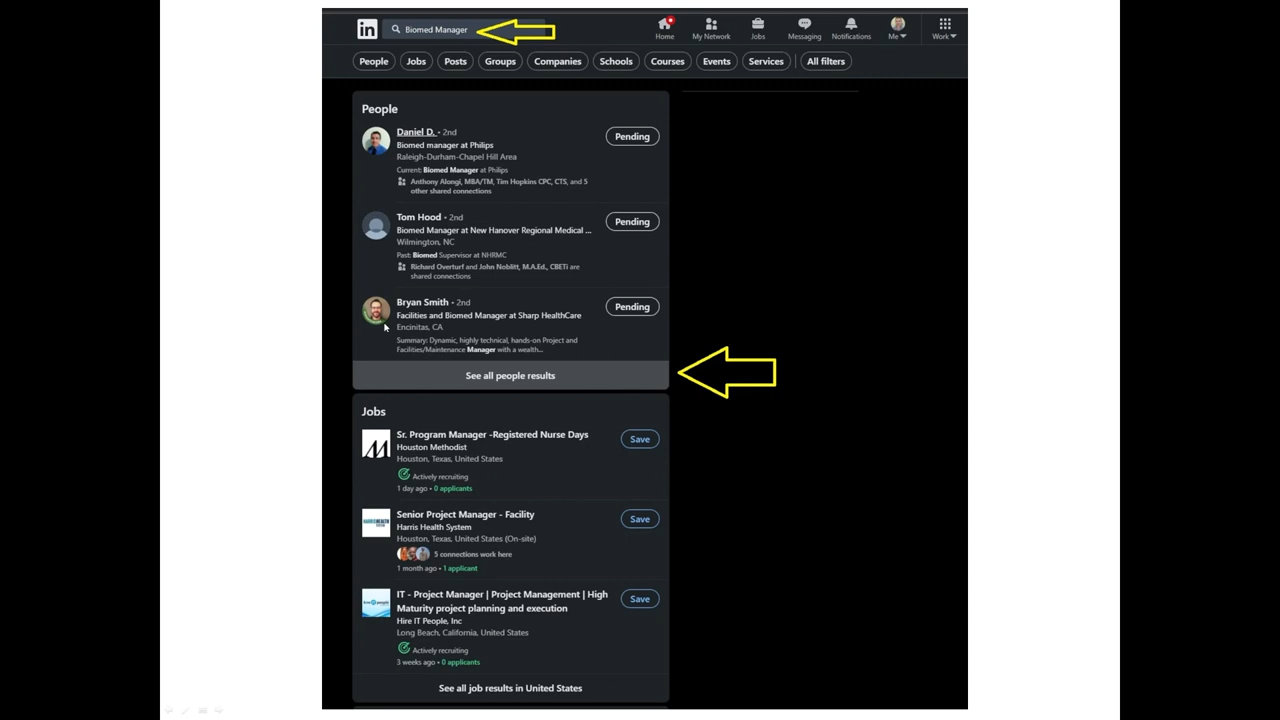 in
Biomed Manager
Home
My Network
Jobs
Messaging
Notifications
Me
Work
People
Jobs
Posts
Groups
Companies
Schools
Courses
Events
Services
All filters
People
Daniel D. • 2nd
Pending
Biomed manager at Philips
Raleigh-Durham-Chapel Hill Area
Current: Biomed Manager at Philips
Anthony Alongi, MBA/TM, Tim Hopkins CPC, CTS, and 5
other shared connections
Tom Hood • 2nd
Pending
Biomed Manager at New Hanover Regional Medical ...
Wilmington, NC
Past: Biomed Supervisor at NHRMC
Richard Overturf and John Noblitt, M.A.Ed., CBETi are
shared connections
Bryan Smith • 2nd
Pending
Facilities and Biomed Manager at Sharp HealthCare
Encinitas, CA
Summary: Dynamic, highly technical, hands-on Project and
Facilities/Maintenance Manager with a wealth...
See all people results
Jobs
Sr. Program Manager -Registered Nurse Days
Save
Houston Methodist
Houston, Texas, United States
Actively recruiting
1 day ago • 0 applicants
Senior Project Manager - Facility
Save
HARRISHEALTH
SYSTEM
Harris Health System
Houston, Texas, United States (On-site)
5 connections work here
1 month ago • 1 applicant
IT - Project Manager | Project Management | High
Maturity project planning and execution
Save
Hire IT People, Inc
Long Beach, California, United States
Actively recruiting
3 weeks ago • 0 applicants
See all job results in United States